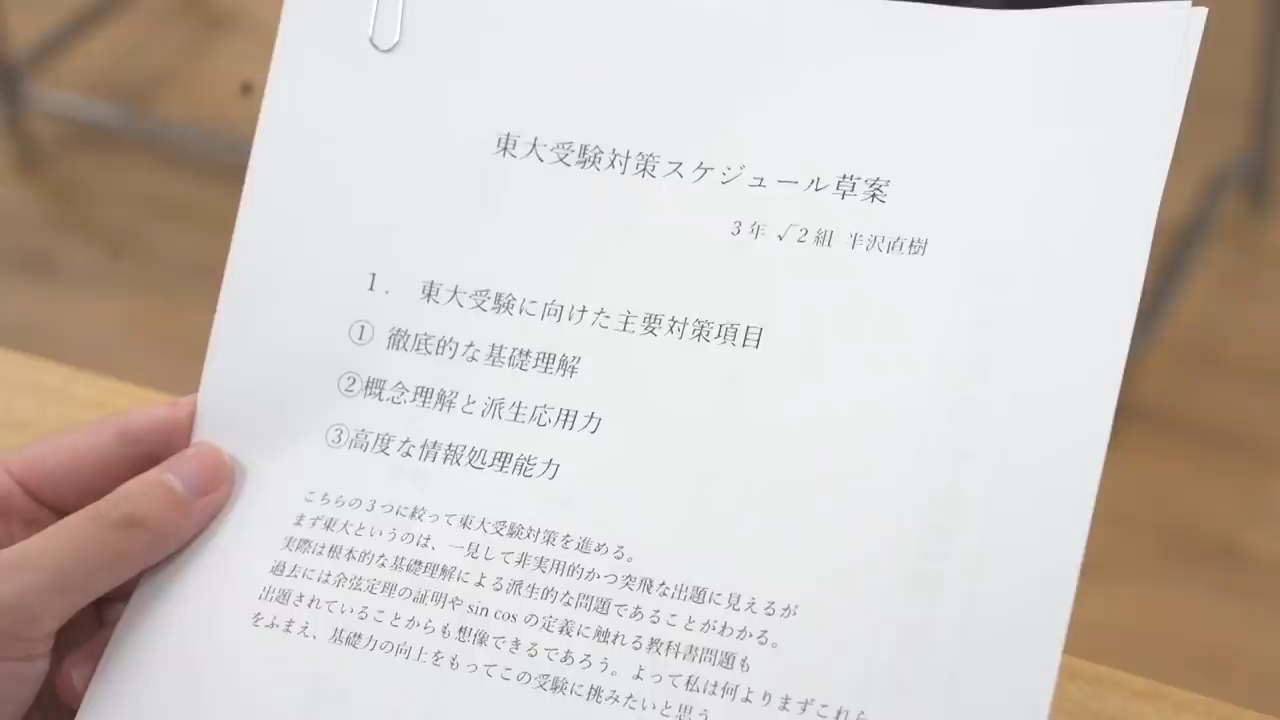 東大受験対策スケジュール草案
3年 √2組 半沢直樹
1. 東大受験に向けた主要対策項目
① 徹底的な基礎理解
②概念理解と派生応用力
③高度な情報処理能力
こちらの3つに絞って東大受験対策を進める。
まず東大というのは、一見して非実用的かつ突飛な出題に見えるが
実際は根本的な基礎理解による派生的な問題であることがわかる。
過去には余弦定理の証明や sin cos の定義に触れる教科書問題も
出題されていることからも想像できるであろう。よって私は何よりまずこれら
をふまえ、基礎力の向上をもってこの受験に挑みたいと思う。